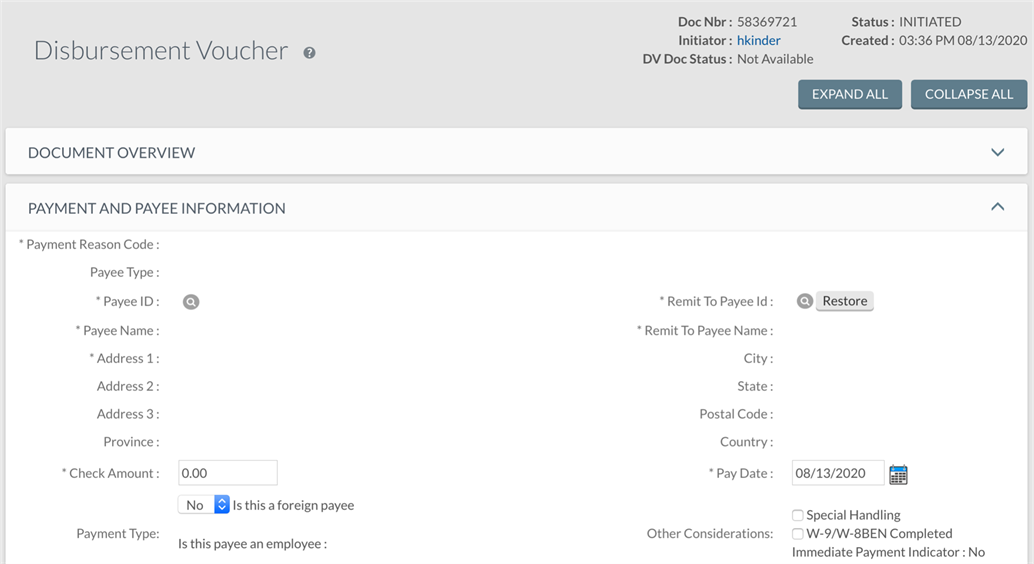 Doc Nbr : 58369721 Status : INITIATED
Initiator : hkinder Created : 03:36 PM 08/13/2020
Disbursement Voucher ?
DV Doc Status : Not Available
EXPAND ALL COLLAPSE ALL
DOCUMENT OVERVIEW
PAYMENT AND PAYEE INFORMATION
* Payment Reason Code :
Payee Type :
* Payee ID : * Remit To Payee Id : Restore
* Payee Name : * Remit To Payee Name :
* Address 1 : City :
Address 2 : State :
Address 3 : Postal Code :
Province : Country :
* Check Amount : 0.00 * Pay Date : 08/13/2020
No Is this a foreign payee
Special Handling
Payment Type: Other Considerations: W-9/W-8BEN Completed
Is this payee an employee :
Immediate Payment Indicator : No